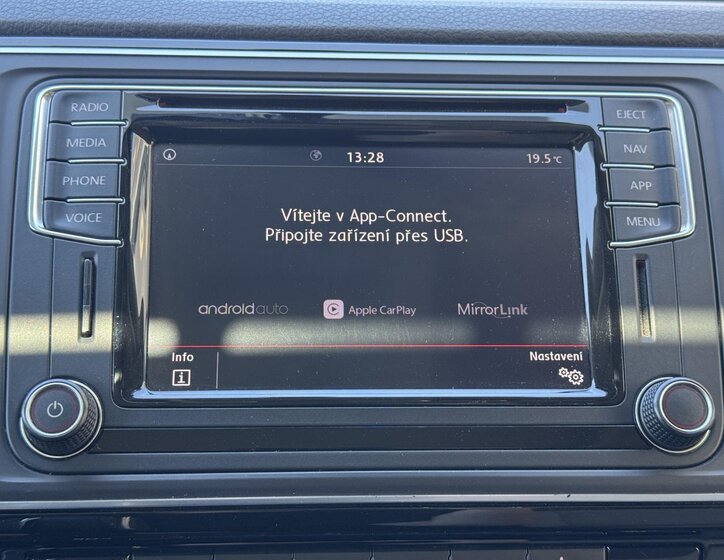 RADIO
MEDIA
PHONE
VOICE
EJECT
NAV
APP
MENU
13:28
19.5 °C
Vítejte v App-Connect.
Připojte zařízení přes USB.
androidauto
Apple CarPlay
MirrorLink
Info
Nastavení